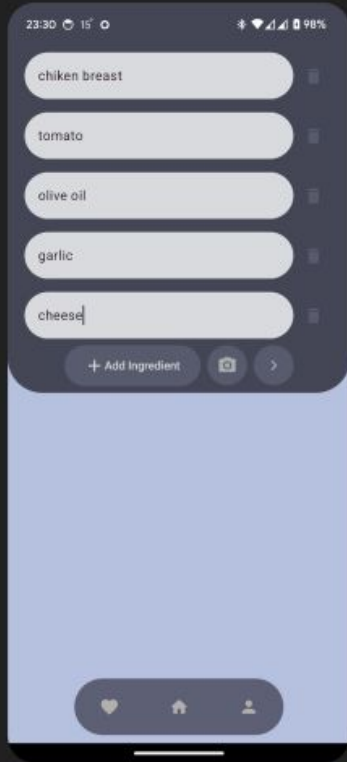 23:30 15° 98%
chiken breast
tomato
olive oil
garlic
cheese
+ Add Ingredient